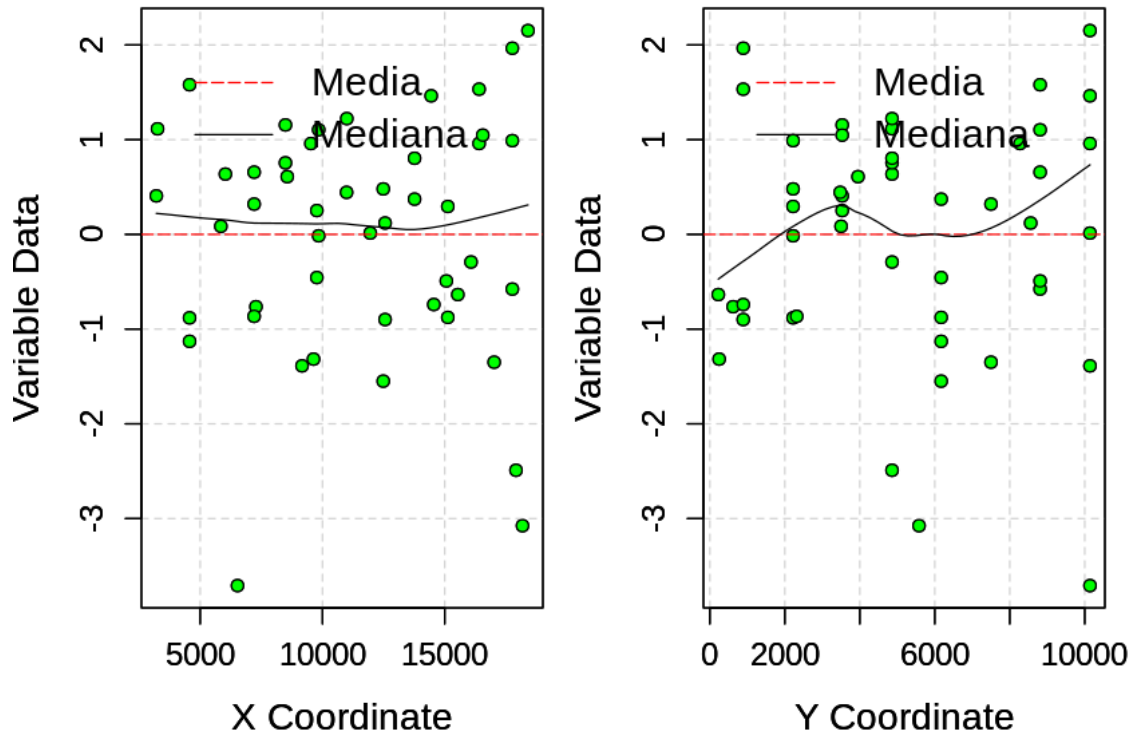 Variable Data
2
1
0
-1
-2
-3
Media
Mediana
5000 10000 15000
X Coordinate
Variable Data
2
1
0
-1
-2
-3
Media
Mediana
0 2000 6000 10000
Y Coordinate